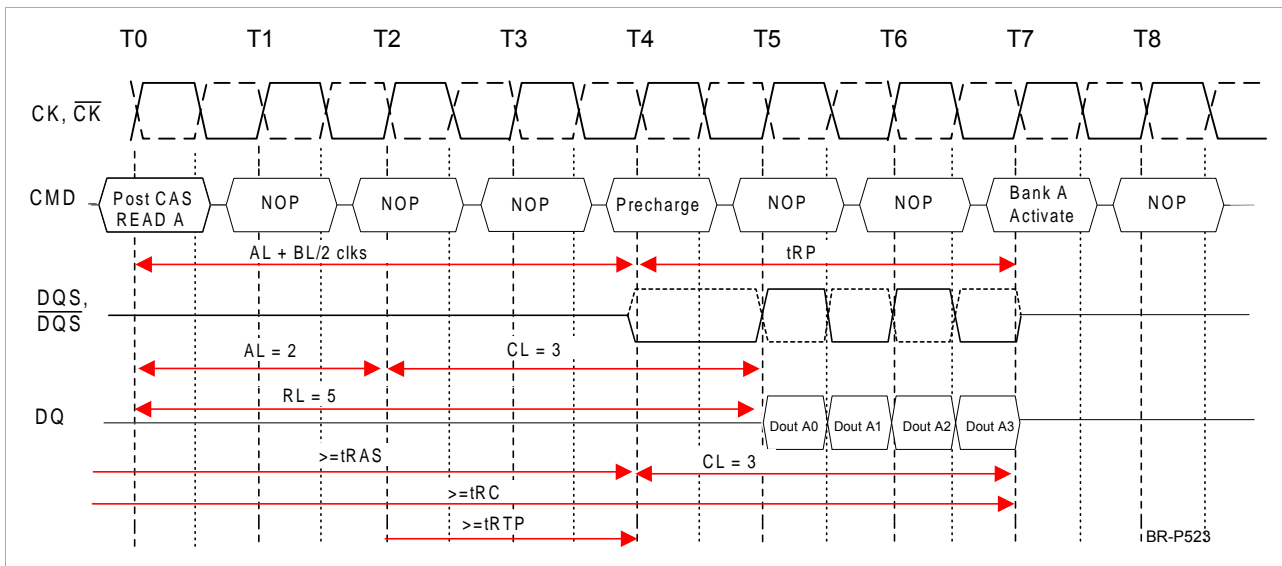 T0 T1 T2 T3 T4 T5 T6 T7 T8
CK, CK
CMD
Post CAS
READ A
NOP
NOP
NOP
Precharge
NOP
NOP
Bank A
Activate
NOP
AL + BL/2 clks
tRP
DQS,
DQS
AL = 2
CL = 3
RL = 5
DQ
Dout A0
Dout A1
Dout A2
Dout A3
>=tRAS
CL = 3
>=tRC
>=tRTP
BR-P523